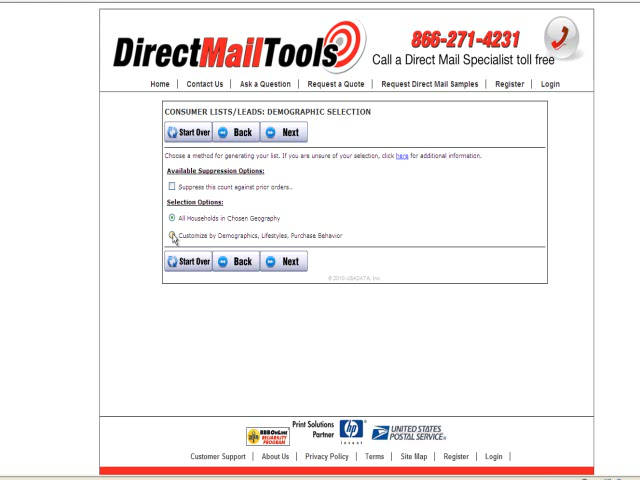 DirectMailTools
866-271-4231
Call a Direct Mail Specialist toll free
Home | Contact Us | Ask a Question | Request a Quote | Request Direct Mail Samples | Register | Login
CONSUMER LISTS/LEADS: DEMOGRAPHIC SELECTION
Start Over Back Next
Choose a method for generating your list. If you are unsure of your selection, click here for additional information.
Available Suppression Options:
Suppress this count against prior orders..
Selection Options:
All Households in Chosen Geography
Customize by Demographics, Lifestyles, Purchase Behavior
Start Over Back Next
© 2010 USADATA, Inc.
BBBOnLine
RELIABILITY
PROGRAM
Print Solutions
Partner
hp
invent
UNITED STATES
POSTAL SERVICE
Customer Support | About Us | Privacy Policy | Terms | Site Map | Register | Login |